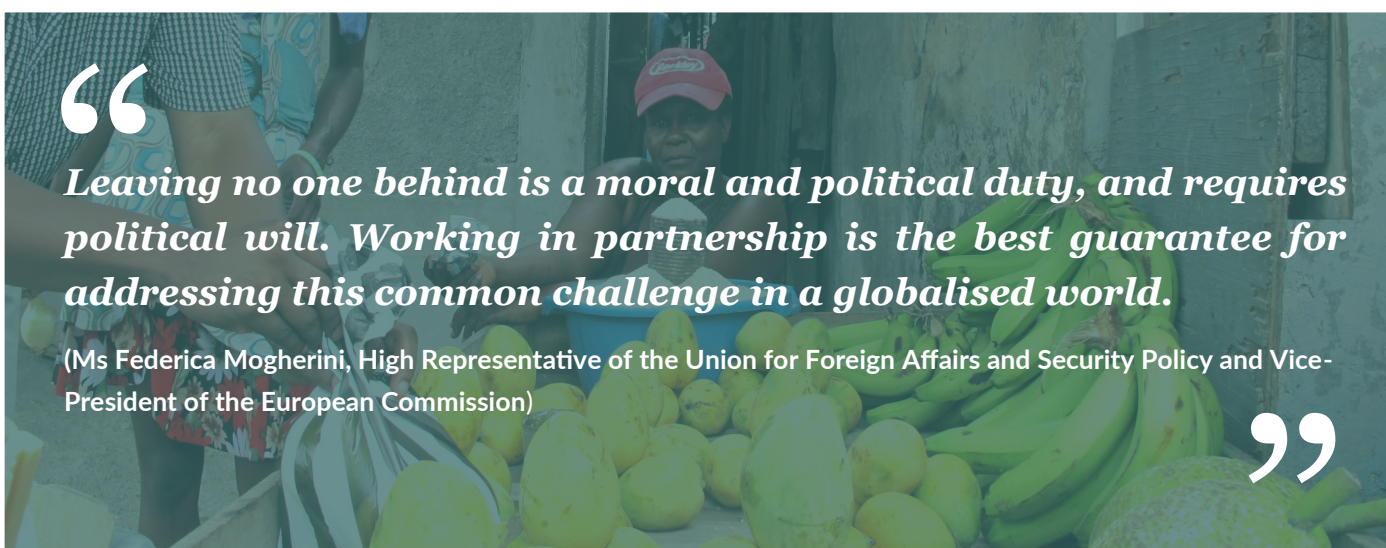 “
Leaving no one behind is a moral and political duty, and requires
political will. Working in partnership is the best guarantee for
addressing this common challenge in a globalised world.
(Ms Federica Mogherini, High Representative of the Union for Foreign Affairs and Security Policy and Vice-
President of the European Commission)
”